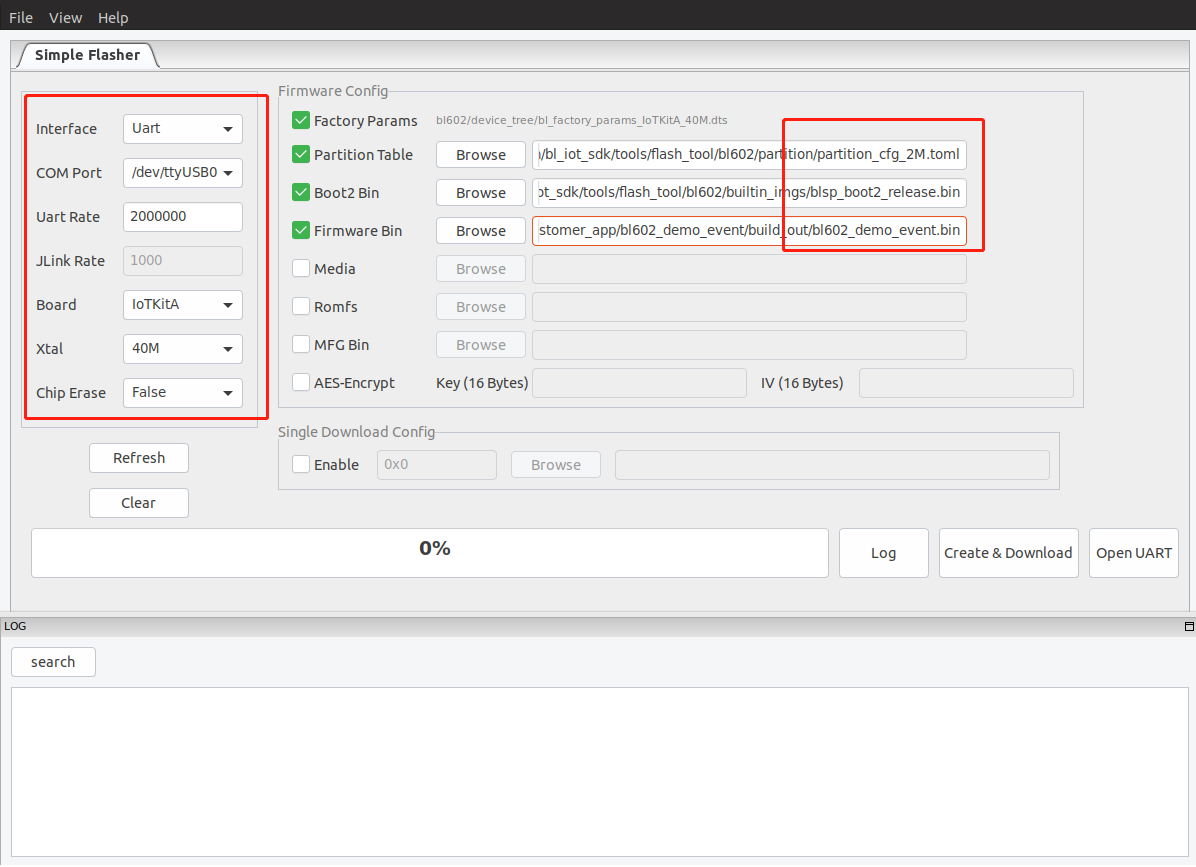 File View Help
Simple Flasher
Interface Uart
COM Port /dev/ttyUSB0
Uart Rate 2000000
JLink Rate 1000
Board IoTKitA
Xtal 40M
Chip Erase False
Refresh
Clear
Firmware Config
Factory Params bl602/device_tree/bl_factory_params_IoTKitA_40M.dts
Partition Table Browse /bl_iot_sdk/tools/flash_tool/bl602/partition/partition_cfg_2M.toml
Boot2 Bin Browse ot_sdk/tools/flash_tool/bl602/builtin_imgs/blsp_boot2_release.bin
Firmware Bin Browse stomer_app/bl602_demo_event/build_out/bl602_demo_event.bin
Media Browse
Romfs Browse
MFG Bin Browse
AES-Encrypt Key (16 Bytes) IV (16 Bytes)
Single Download Config
Enable 0x0 Browse
0% Log Create & Download Open UART
LOG
search